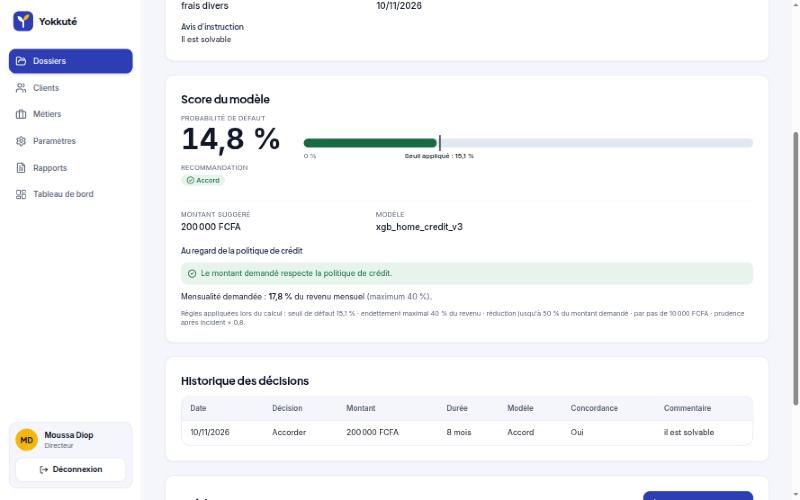 Yokkuté
frais divers
10/11/2026
Avis d'instruction
Il est solvable
Dossiers
Clients
Métiers
Paramètres
Rapports
Tableau de bord
Score du modèle
PROBABILITÉ DE DÉFAUT
14,8 %
0 %
Seuil appliqué : 15,1 %
RECOMMANDATION
Accord
MONTANT SUGGÉRÉ
MODÈLE
200 000 FCFA
xgb_home_credit_v3
Au regard de la politique de crédit
Le montant demandé respecte la politique de crédit.
Mensualité demandée : 17,8 % du revenu mensuel (maximum 40 %).
Règles appliquées lors du calcul : seuil de défaut 15,1 % · endettement maximal 40 % du revenu · réduction jusqu'à 50 % du montant demandé · par pas de 10 000 FCFA · prudence
après incident × 0,8.
Historique des décisions
Date Décision Montant Durée Modèle Concordance Commentaire
10/11/2026 Accorder 200 000 FCFA 8 mois Accord Oui il est solvable
MD
Moussa Diop
Directeur
Déconnexion